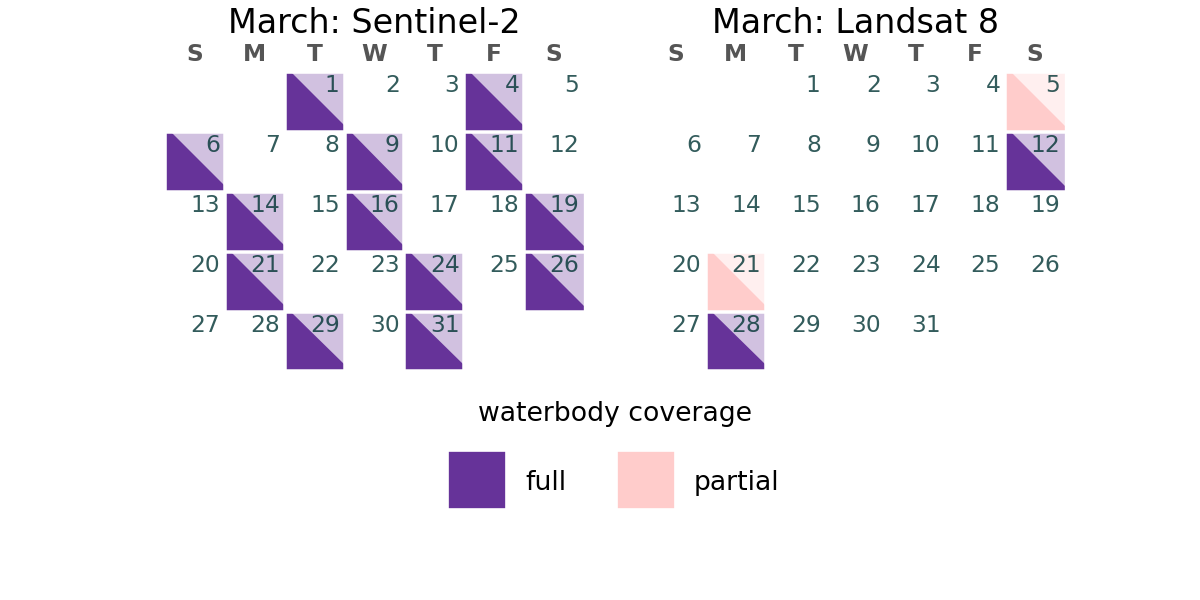 March: Sentinel-2
S M T W T F S
1 2 3 4 5
6 7 8 9 10 11 12
13 14 15 16 17 18 19
20 21 22 23 24 25 26
27 28 29 30 31
March: Landsat 8
S M T W T F S
1 2 3 4 5
6 7 8 9 10 11 12
13 14 15 16 17 18 19
20 21 22 23 24 25 26
27 28 29 30 31
waterbody coverage
full partial